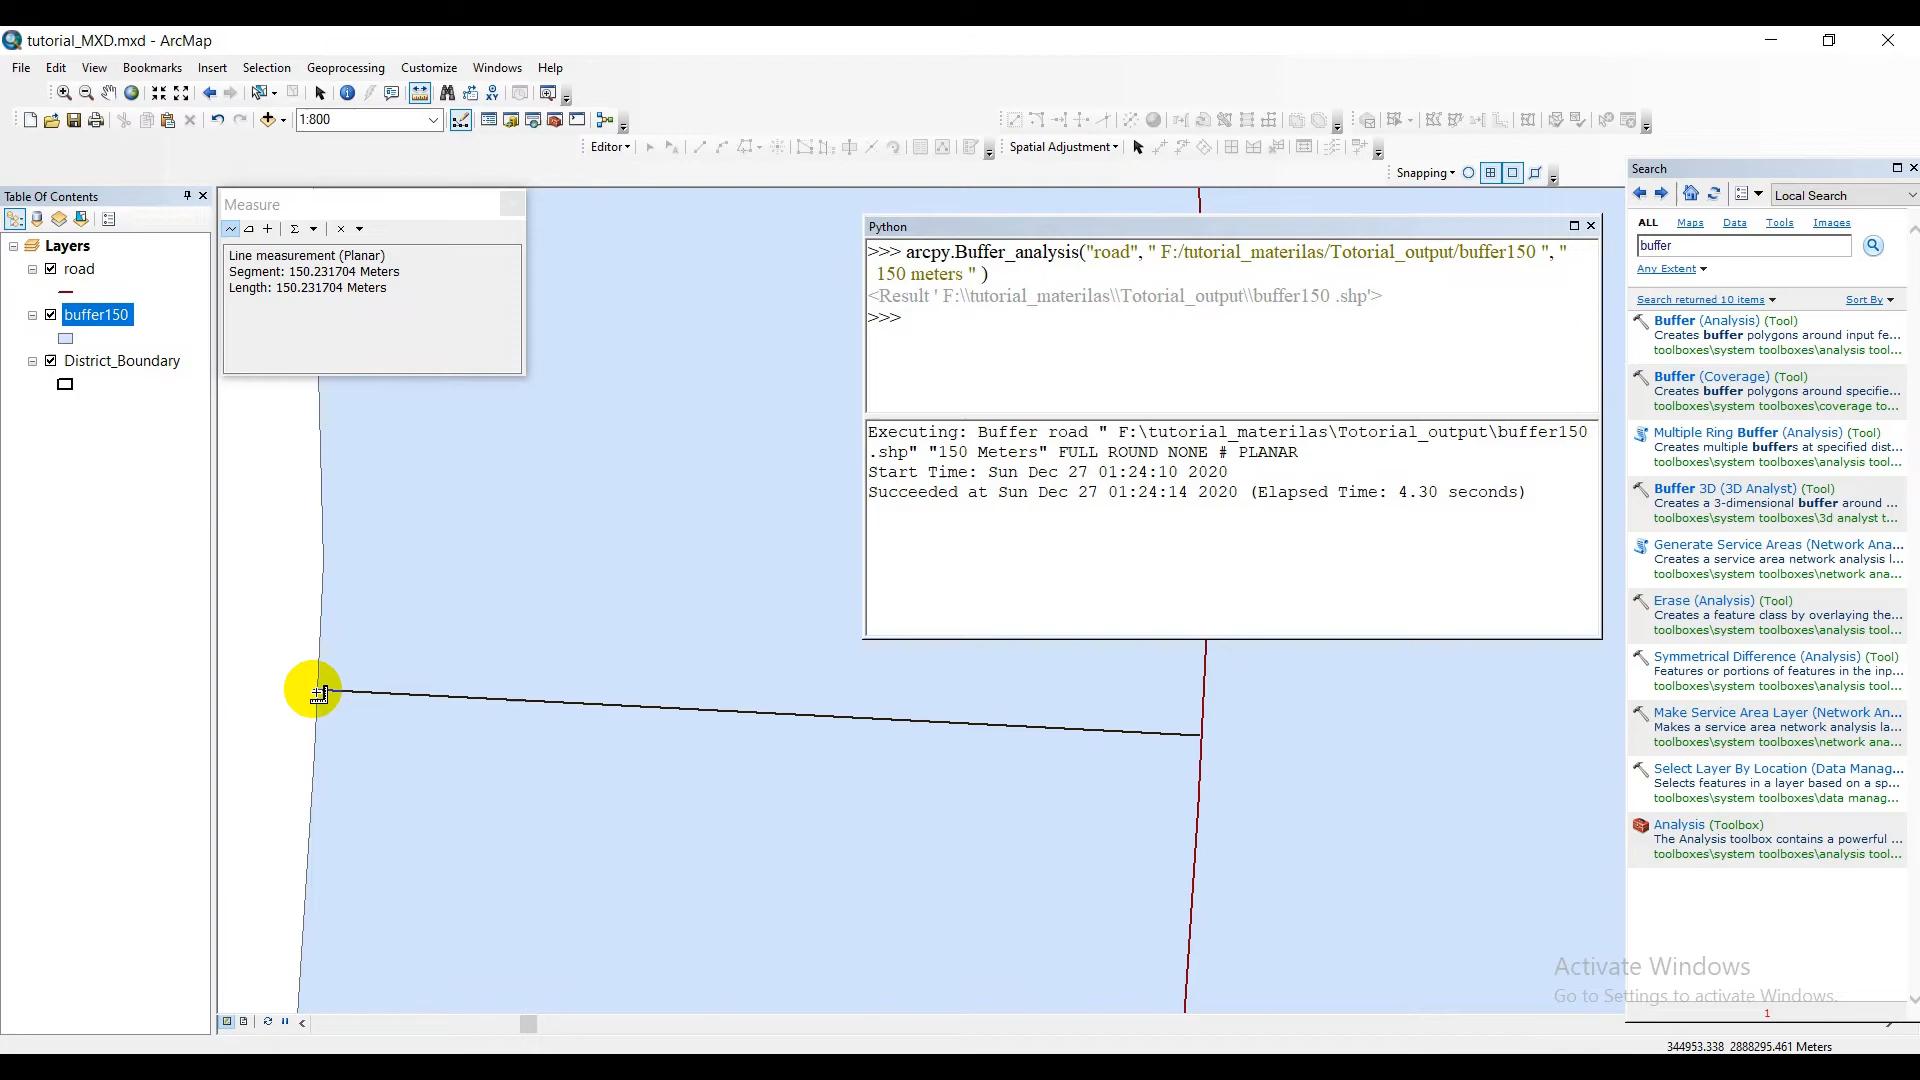 tutorial_MXD.mxd - ArcMap
File Edit View Bookmarks Insert Selection Geoprocessing Customize Windows Help
1:800
Editor
Spatial Adjustment
Snapping
Table Of Contents
Layers
road
buffer150
District_Boundary
Measure
Line measurement (Planar)
Segment: 150.231704 Meters
Length: 150.231704 Meters
Python
>>> arcpy.Buffer_analysis("road", " F:/tutorial_materilas/Totorial_output/buffer150 ", "
150 meters " )
<Result ' F:\\tutorial_materilas\\Totorial_output\\buffer150 .shp'>
>>>
Executing: Buffer road " F:\tutorial_materilas\Totorial_output\buffer150
.shp" "150 Meters" FULL ROUND NONE # PLANAR
Start Time: Sun Dec 27 01:24:10 2020
Succeeded at Sun Dec 27 01:24:14 2020 (Elapsed Time: 4.30 seconds)
Search
Local Search
ALL Maps Data Tools Images
buffer
Any Extent
Search returned 10 items Sort By
Buffer (Analysis) (Tool)
Creates buffer polygons around input fe...
toolboxes\system toolboxes\analysis tool...
Buffer (Coverage) (Tool)
Creates buffer polygons around specifie...
toolboxes\system toolboxes\coverage to...
Multiple Ring Buffer (Analysis) (Tool)
Creates multiple buffers at specified dist...
toolboxes\system toolboxes\analysis tool...
Buffer 3D (3D Analyst) (Tool)
Creates a 3-dimensional buffer around ...
toolboxes\system toolboxes\3d analyst t...
Generate Service Areas (Network Ana...
Creates a service area network analysis l...
toolboxes\system toolboxes\network ana...
Erase (Analysis) (Tool)
Creates a feature class by overlaying the...
toolboxes\system toolboxes\analysis tool...
Symmetrical Difference (Analysis) (Tool)
Features or portions of features in the inp...
toolboxes\system toolboxes\analysis tool...
Make Service Area Layer (Network An...
Makes a service area network analysis la...
toolboxes\system toolboxes\network ana...
Select Layer By Location (Data Manag...
Selects features in a layer based on a sp...
toolboxes\system toolboxes\data manag...
Analysis (Toolbox)
The Analysis toolbox contains a powerful ...
toolboxes\system toolboxes\analysis tool...
Activate Windows
Go to Settings to activate Windows.
1
344953.338 2888295.461 Meters